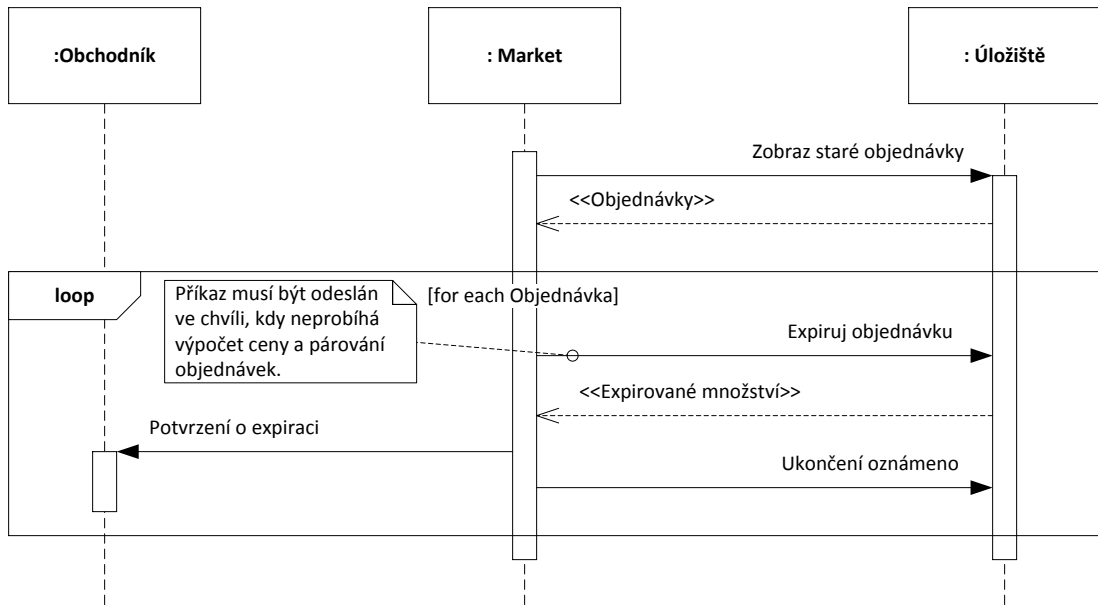 :Obchodník
: Market
: Úložiště
Zobraz staré objednávky
<<Objednávky>>
loop
Příkaz musí být odeslán
ve chvíli, kdy neprobíhá
výpočet ceny a párování
objednávek.
[for each Objednávka]
Expiruj objednávku
<<Expirované množství>>
Potvrzení o expiraci
Ukončení oznámeno